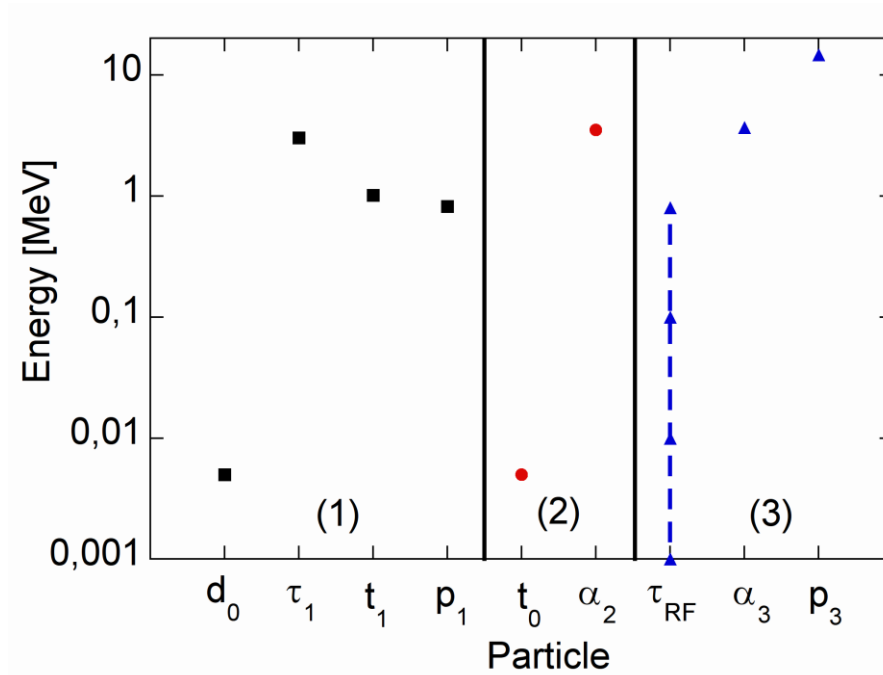 10
1
0,1
0,01
0,001
Energy [MeV]
(1)
(2)
(3)
d₀
τ₁
t₁
p₁
t₀
α₂
τRF
α₃
p₃
Particle